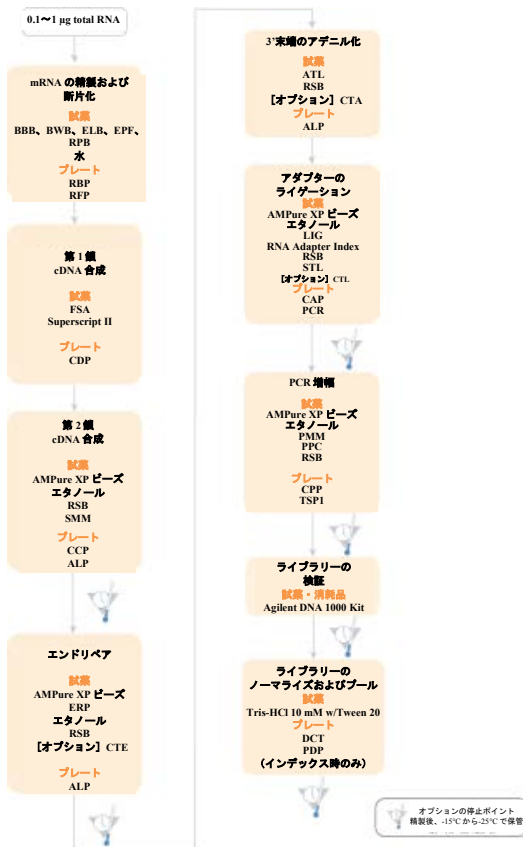 0.1〜1 μg total RNA
mRNA の精製および
断片化
試薬
BBB、BWB、ELB、EPF、
RPB
水
プレート
RBP
RFP
第 1 鎖
cDNA 合成
試薬
FSA
Superscript II
プレート
CDP
第 2 鎖
cDNA 合成
試薬
AMPure XP ビーズ
エタノール
RSB
SMM
プレート
CCP
ALP
エンドリペア
試薬
AMPure XP ビーズ
ERP
エタノール
RSB
［オプション］CTE
プレート
ALP
3’末端のアデニル化
試薬
ATL
RSB
［オプション］CTA
プレート
ALP
アダプターの
ライゲーション
試薬
AMPure XP ビーズ
エタノール
LIG
RNA Adapter Index
RSB
STL
［オプション］CTL
プレート
CAP
PCR
PCR 増幅
試薬
AMPure XP ビーズ
エタノール
PMM
PPC
RSB
プレート
CPP
TSP1
ライブラリーの
検証
試薬・消耗品
Agilent DNA 1000 Kit
ライブラリーの
ノーマライズおよびプール
試薬
Tris-HCl 10 mM w/Tween 20
プレート
DCT
PDP
（インデックス時のみ）
オプションの停止ポイント
精製後、-15℃から-25℃で保管